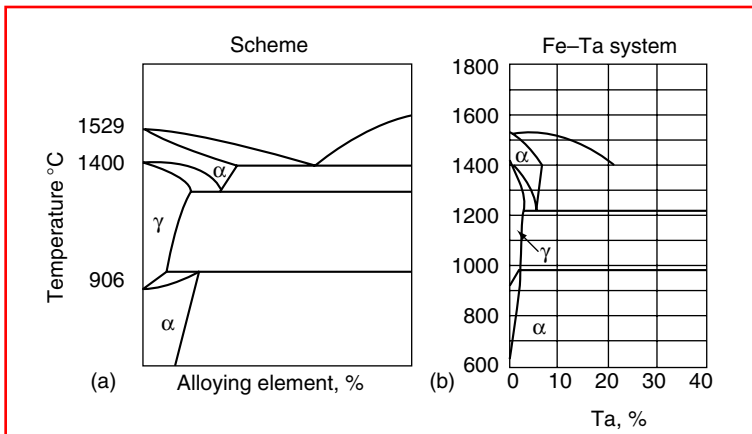 Scheme
Temperature °C
1529
1400
906
α
γ
α
(a)
Alloying element, %
Fe–Ta system
1800
1600
1400
1200
1000
800
600
α
γ
α
(b)
0 10 20 30 40
Ta, %